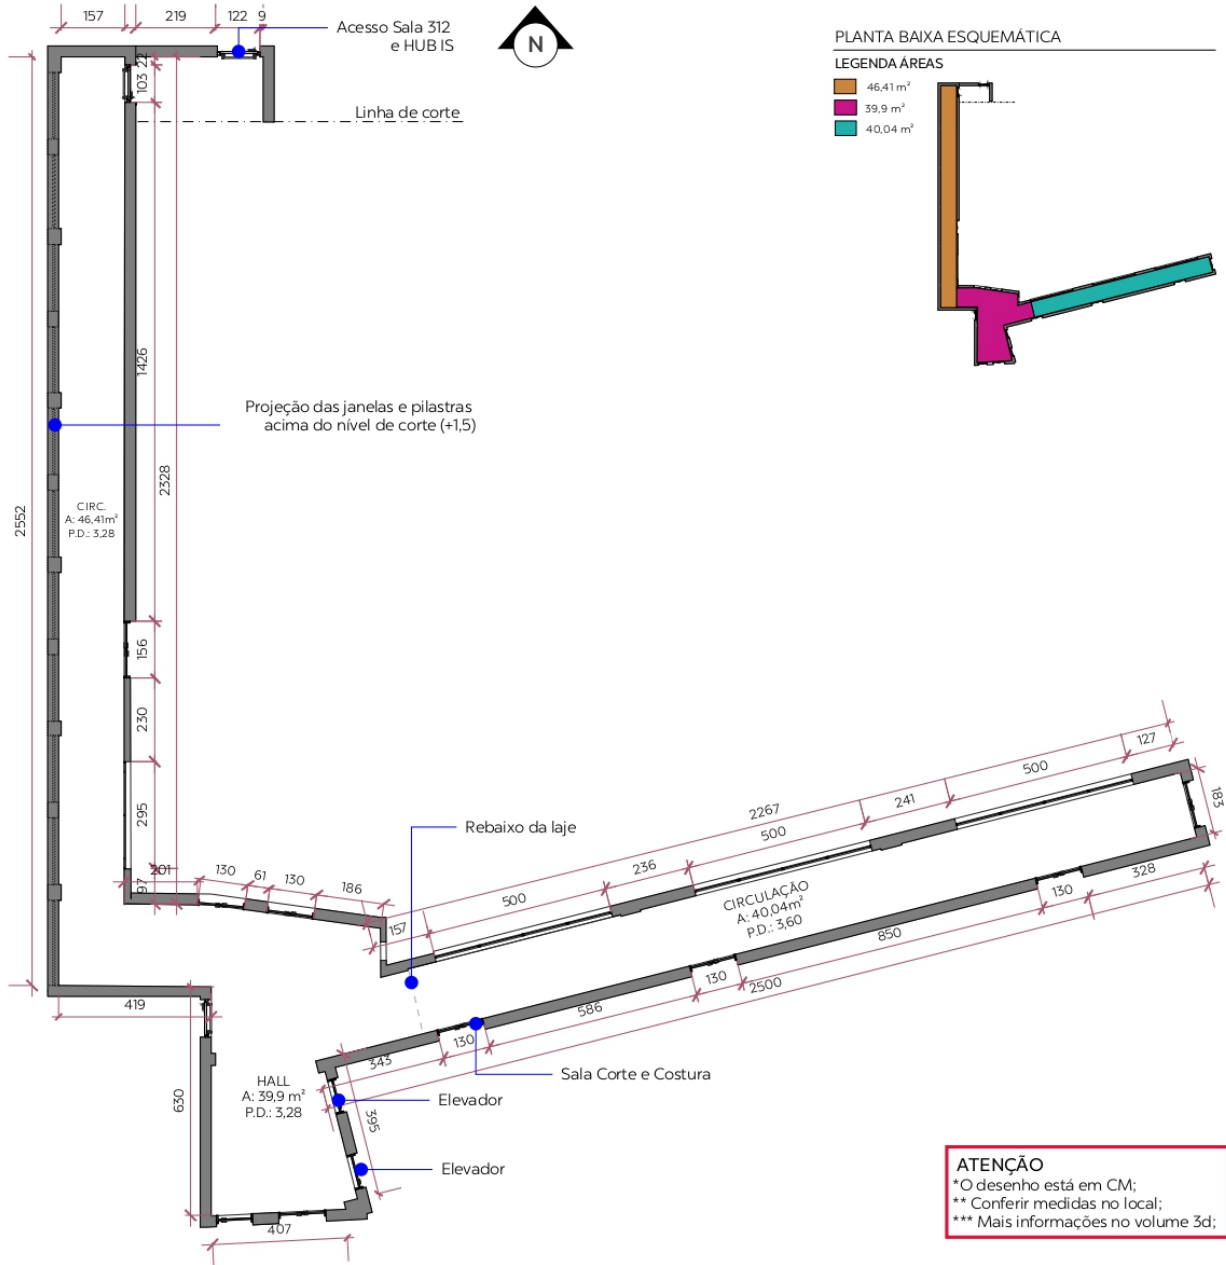 157
219
122
9
Acesso Sala 312
e HUB IS
N
PLANTA BAIXA ESQUEMÁTICA
LEGENDA ÁREAS
46,41 m²
39,9 m²
40,04 m²
22
103
Linha de corte
1426
Projeção das janelas e pilastras
acima do nível de corte (+1,5)
2328
2552
CIRC.
A: 46,41m²
P.D.: 3,28
156
230
295
97
201
130
61
130
186
Rebaixo da laje
157
500
236
2267
500
241
500
127
183
CIRCULAÇÃO
A: 40,04m²
P.D.: 3,60
328
130
850
2500
130
586
130
343
419
Sala Corte e Costura
HALL
A: 39,9 m²
P.D.: 3,28
630
Elevador
395
Elevador
407
ATENÇÃO
*O desenho está em CM;
** Conferir medidas no local;
*** Mais informações no volume 3d;